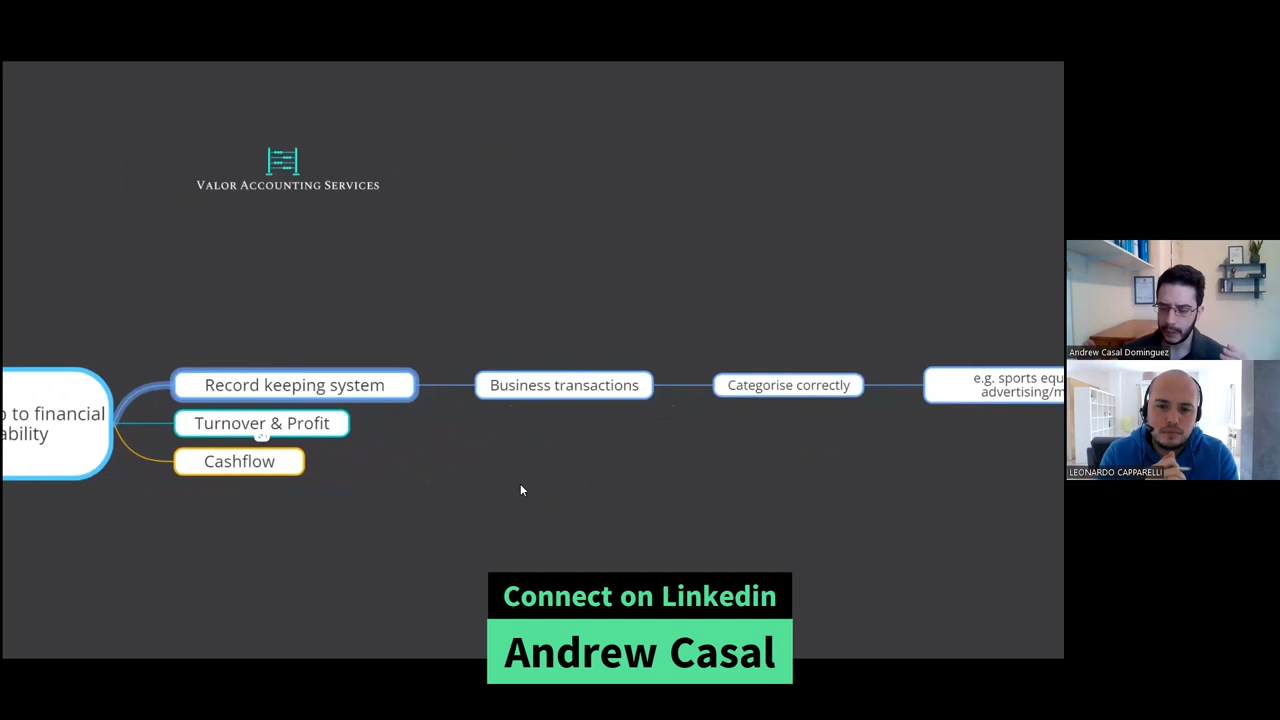 VALOR ACCOUNTING SERVICES
to financial
Record keeping system
Business transactions
Categorise correctly
e.g. sports equ
advertising/m
ability
Turnover & Profit
Cashflow
Andrew Casal Dominguez
LEONARDO CAPPARELLI
Connect on Linkedin
Andrew Casal